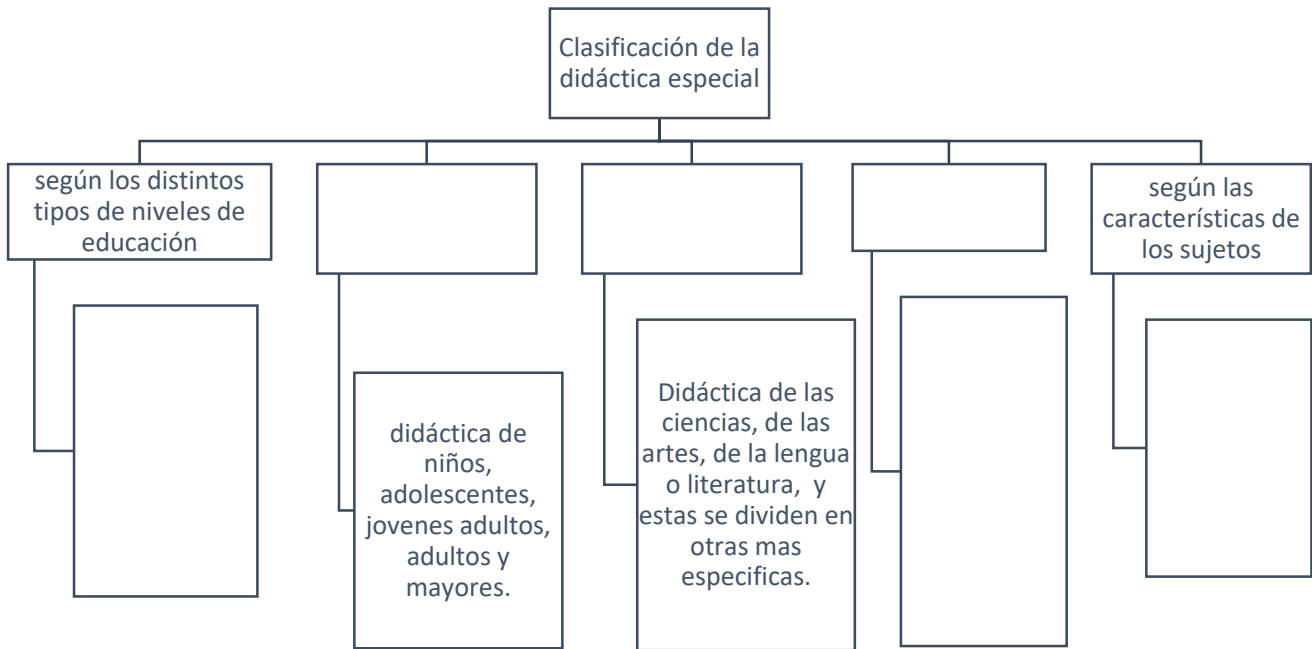 Clasificación de la
didáctica especial
según los distintos
tipos de niveles de
educación
según las
características de
los sujetos
didáctica de
niños,
adolescentes,
jovenes adultos,
adultos y
mayores.
Didáctica de las
ciencias, de las
artes, de la lengua
o literatura,  y
estas se dividen en
otras mas
especificas.